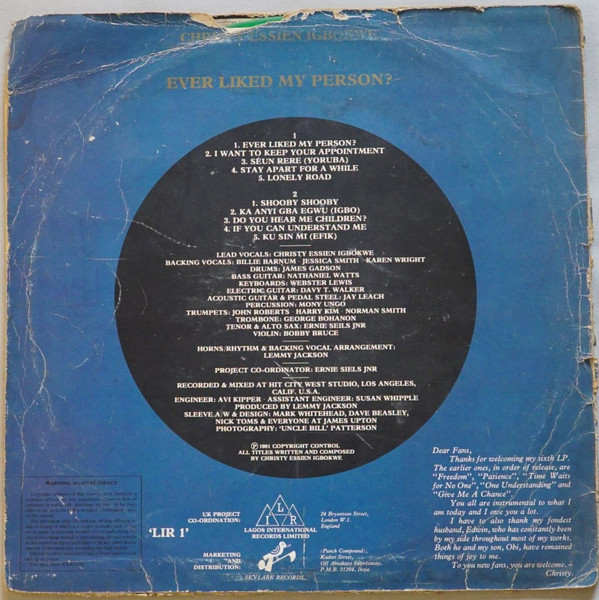 CHRISTY ESSIEN IGBOKWE
EVER LIKED MY PERSON?
1
1. EVER LIKED MY PERSON?
2. I WANT TO KEEP YOUR APPOINTMENT
3. SÉUN RERE (YORUBA)
4. STAY APART FOR A WHILE
5. LONELY ROAD
2
1. SHOOBY SHOOBY
2. KA ANYI GBA EGWU (IGBO)
3. DO YOU HEAR ME CHILDREN?
4. IF YOU CAN UNDERSTAND ME
5. KU SIN MI (EFIK)
LEAD VOCALS: CHRISTY ESSIEN IGBOKWE
BACKING VOCALS: BILLIE BARNUM · JESSICA SMITH · KAREN WRIGHT
DRUMS: JAMES GADSON
BASS GUITAR: NATHANIEL WATTS
KEYBOARDS: WEBSTER LEWIS
ELECTRIC GUITAR: DAVY T. WALKER
ACOUSTIC GUITAR & PEDAL STEEL: JAY LEACH
PERCUSSION: MONY UNGO
TRUMPETS: JOHN ROBERTS · HARRY KIM · NORMAN SMITH
TROMBONE: GEORGE BOHANON
TENOR & ALTO SAX: ERNIE SEILS JNR
VIOLIN: BOBBY BRUCE
HORNS/RHYTHM & BACKING VOCAL ARRANGEMENT:
LEMMY JACKSON
PROJECT CO-ORDINATOR: ERNIE SIELS JNR
RECORDED & MIXED AT HIT CITY WEST STUDIO, LOS ANGELES,
CALIF. U.S.A.
ENGINEER: AVI KIPPER · ASSISTANT ENGINEER: SUSAN WHIPPLE
PRODUCED BY LEMMY JACKSON
SLEEVE A/W & DESIGN: MARK WHITEHEAD, DAVE BEASLEY,
NICK TOMS & EVERYONE AT JAMES UPTON
PHOTOGRAPHY: 'UNCLE BILL' PATTERSON
℗ 1981 COPYRIGHT CONTROL
ALL TITLES WRITTEN AND COMPOSED
BY CHRISTY ESSIEN IGBOKWE
Dear Fans,
Thanks for welcoming my sixth LP.
The earlier ones, in order of release, are
"Freedom", "Patience", "Time Waits
for No One", "One Understanding" and
"Give Me A Chance".
You all are instrumental to what I
am today and I owe you a lot.
I have to also thank my fondest
husband, Edwin, who has constantly been
by my side throughout most of my works.
Both he and my son, Obi, have remained
things of joy to me.
To you new fans, you are welcome.–
Christy.
WARNING AGAINST PIRACY
'LIR 1'
UK PROJECT
CO-ORDINATION:
L I R
LAGOS INTERNATIONAL
RECORDS LIMITED
24 Bryanston Street,
London W.1.
England
MARKETING
AND
DISTRIBUTION:
SKYLARK RECORDS
(Punch Compound),
Kudeti Street,
Off Abeokuta Expressway,
P.M.B. 21204, Ikeja.